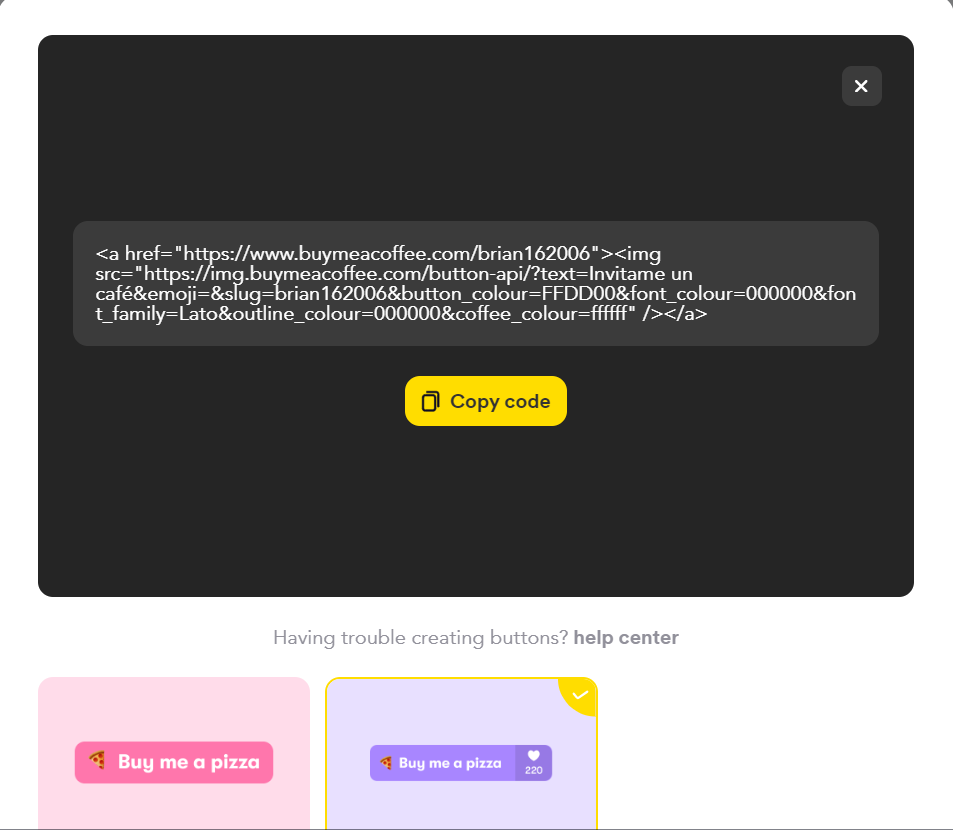 <a href="https://www.buymeacoffee.com/brian162006"><img
src="https://img.buymeacoffee.com/button-api/?text=Invitame un
café&emoji=&slug=brian162006&button_colour=FFDD00&font_colour=000000&fon
t_family=Lato&outline_colour=000000&coffee_colour=ffffff" /></a>
Copy code
Having trouble creating buttons? help center
Buy me a pizza
Buy me a pizza
220